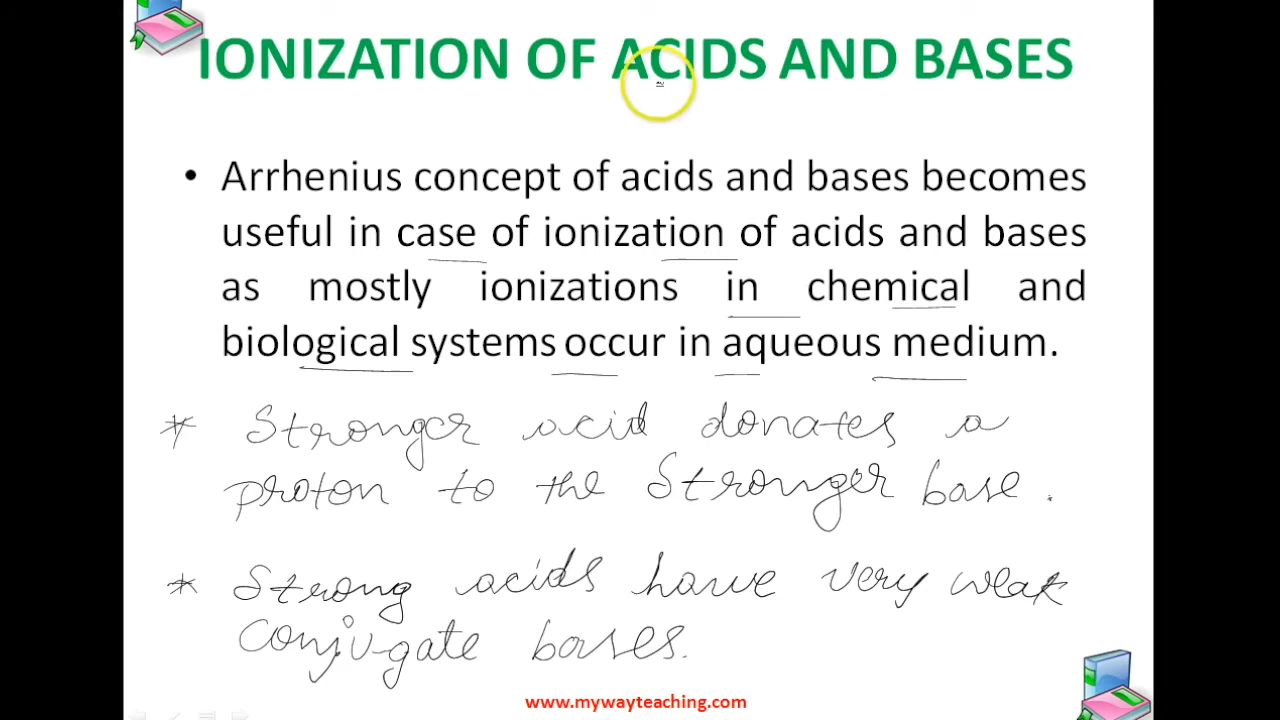 IONIZATION OF ACIDS AND BASES
• Arrhenius concept of acids and bases becomes
useful in case of ionization of acids and bases
as mostly ionizations in chemical and
biological systems occur in aqueous medium.
* Stronger acid donates a
proton to the Stronger base.
* Strong acids have very weak
Conjugate bases.
www.mywayteaching.com